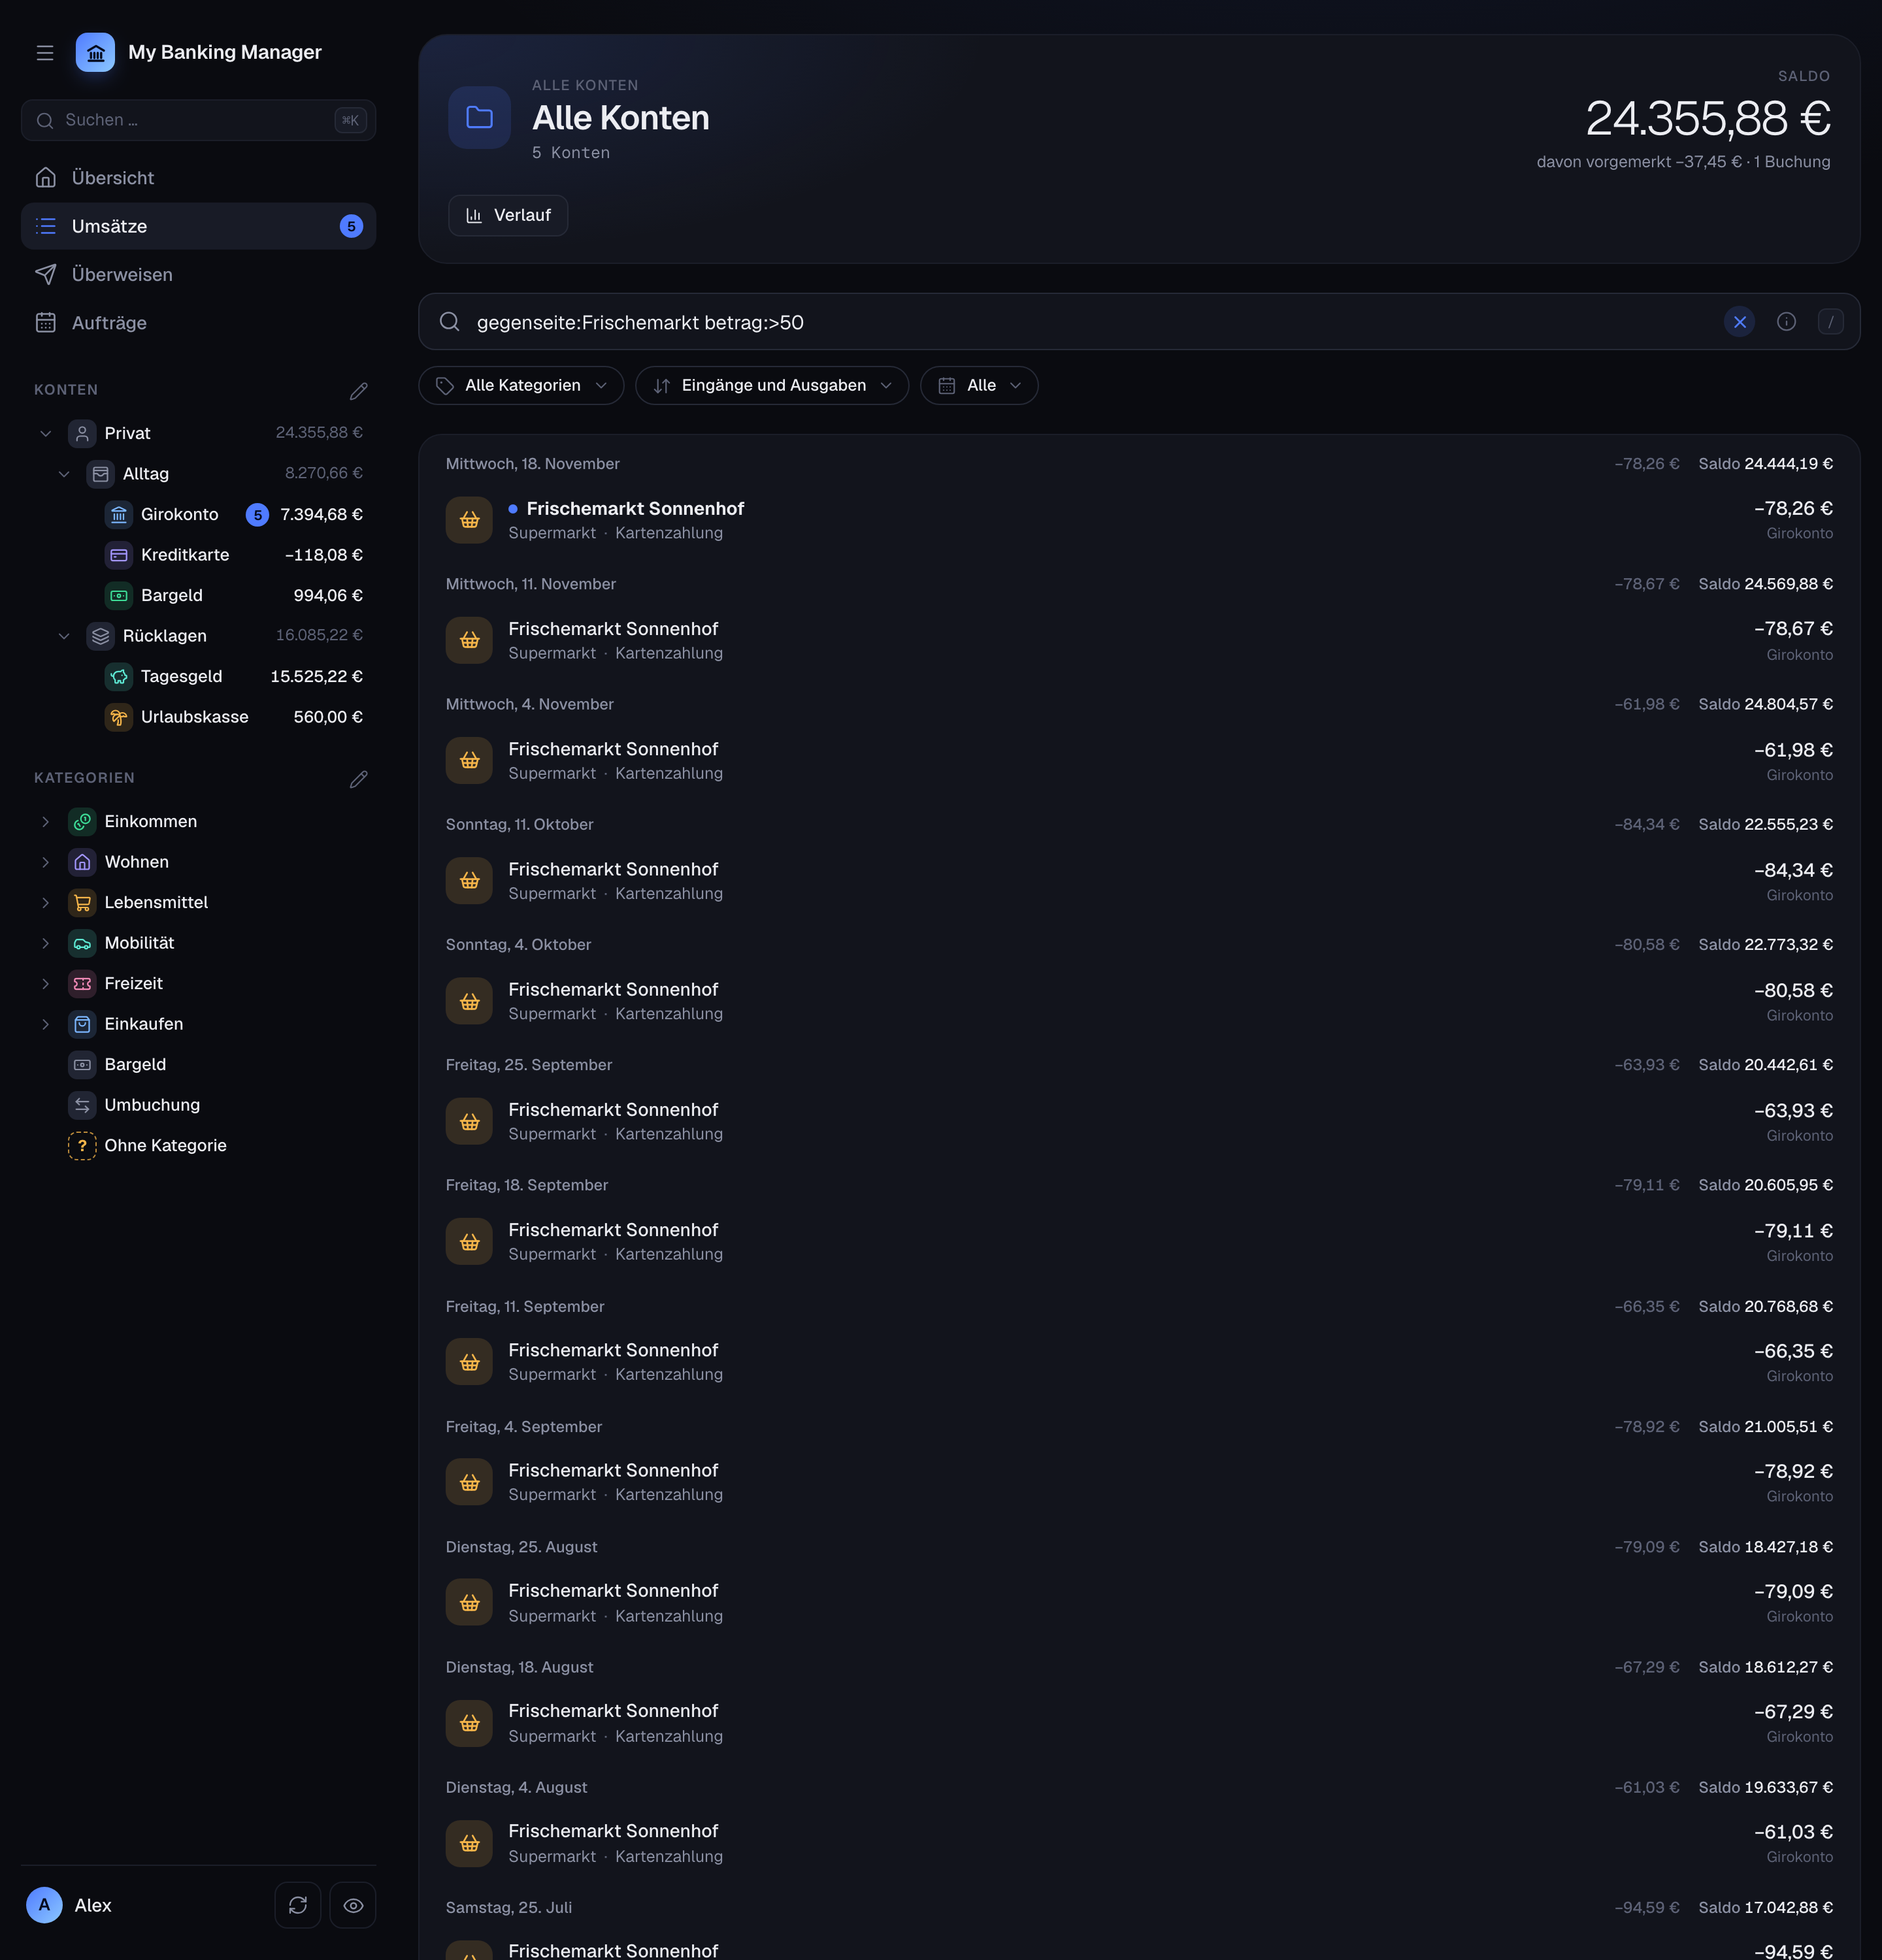 My Banking Manager
Suchen …
⌘K
Übersicht
Umsätze 5
Überweisen
Aufträge
KONTEN
Privat 24.355,88 €
Alltag 8.270,66 €
Girokonto 5 7.394,68 €
Kreditkarte −118,08 €
Bargeld 994,06 €
Rücklagen 16.085,22 €
Tagesgeld 15.525,22 €
Urlaubskasse 560,00 €
KATEGORIEN
Einkommen
Wohnen
Lebensmittel
Mobilität
Freizeit
Einkaufen
Bargeld
Umbuchung
? Ohne Kategorie
A Alex
ALLE KONTEN
Alle Konten
5 Konten
SALDO
24.355,88 €
davon vorgemerkt −37,45 € · 1 Buchung
Verlauf
gegenseite:Frischemarkt betrag:>50
/
Alle Kategorien Eingänge und Ausgaben Alle
Mittwoch, 18. November −78,26 € Saldo 24.444,19 €
Frischemarkt Sonnenhof −78,26 €
Supermarkt · Kartenzahlung Girokonto
Mittwoch, 11. November −78,67 € Saldo 24.569,88 €
Frischemarkt Sonnenhof −78,67 €
Supermarkt · Kartenzahlung Girokonto
Mittwoch, 4. November −61,98 € Saldo 24.804,57 €
Frischemarkt Sonnenhof −61,98 €
Supermarkt · Kartenzahlung Girokonto
Sonntag, 11. Oktober −84,34 € Saldo 22.555,23 €
Frischemarkt Sonnenhof −84,34 €
Supermarkt · Kartenzahlung Girokonto
Sonntag, 4. Oktober −80,58 € Saldo 22.773,32 €
Frischemarkt Sonnenhof −80,58 €
Supermarkt · Kartenzahlung Girokonto
Freitag, 25. September −63,93 € Saldo 20.442,61 €
Frischemarkt Sonnenhof −63,93 €
Supermarkt · Kartenzahlung Girokonto
Freitag, 18. September −79,11 € Saldo 20.605,95 €
Frischemarkt Sonnenhof −79,11 €
Supermarkt · Kartenzahlung Girokonto
Freitag, 11. September −66,35 € Saldo 20.768,68 €
Frischemarkt Sonnenhof −66,35 €
Supermarkt · Kartenzahlung Girokonto
Freitag, 4. September −78,92 € Saldo 21.005,51 €
Frischemarkt Sonnenhof −78,92 €
Supermarkt · Kartenzahlung Girokonto
Dienstag, 25. August −79,09 € Saldo 18.427,18 €
Frischemarkt Sonnenhof −79,09 €
Supermarkt · Kartenzahlung Girokonto
Dienstag, 18. August −67,29 € Saldo 18.612,27 €
Frischemarkt Sonnenhof −67,29 €
Supermarkt · Kartenzahlung Girokonto
Dienstag, 4. August −61,03 € Saldo 19.633,67 €
Frischemarkt Sonnenhof −61,03 €
Supermarkt · Kartenzahlung Girokonto
Samstag, 25. Juli −94,59 € Saldo 17.042,88 €
Frischemarkt Sonnenhof −94,59 €